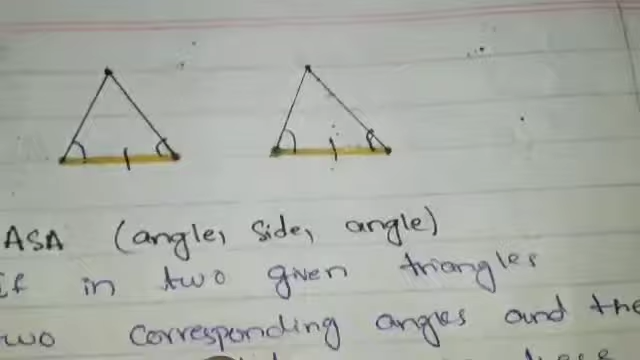 ASA (angle, side, angle)
if in two given triangles
two corresponding angles and the